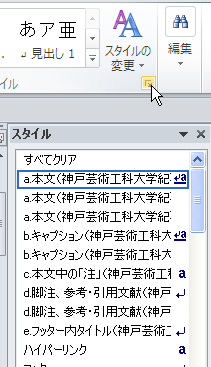 あア亜
見出し 1
スタイルの
変更
編集
イル
スタイル
すべてクリア
a.本文(神戸芸術工科大学紀
a.本文(神戸芸術工科大学紀
a.本文(神戸芸術工科大学紀
b.キャプション(神戸芸術工科大
b.キャプション(神戸芸術工科大
c.本文中の「注」(神戸芸術工科
d.脚注、参考・引用文献(神戸
d.脚注、参考・引用文献(神戸
e.フッター内タイトル(神戸芸術工
ハイパーリンク